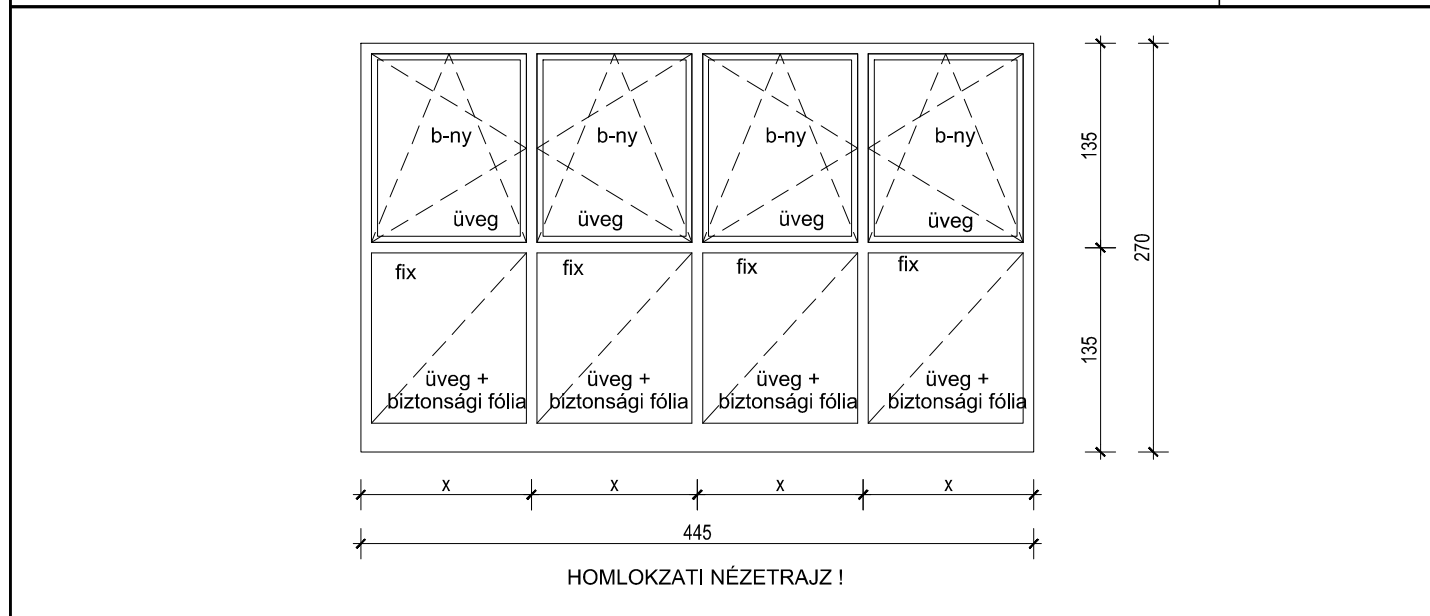 b-ny b-ny b-ny b-ny
üveg üveg üveg üveg
fix fix fix fix
üveg + üveg + üveg + üveg +
biztonsági fólia biztonsági fólia biztonsági fólia biztonsági fólia
135
135
270
x x x x
445
HOMLOKZATI NÉZETRAJZ !